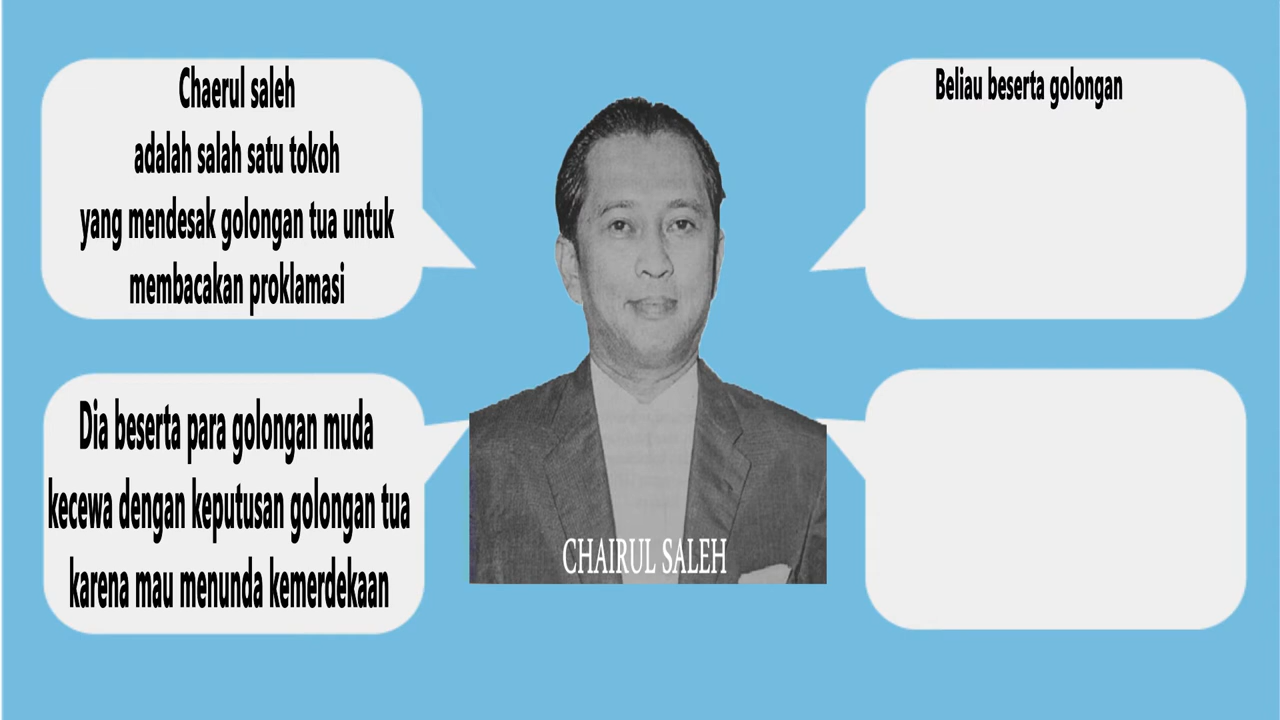 Chaerul saleh
adalah salah satu tokoh
yang mendesak golongan tua untuk
membacakan proklamasi
Dia beserta para golongan muda
kecewa dengan keputusan golongan tua
karena mau menunda kemerdekaan
CHAIRUL SALEH
Beliau beserta golongan